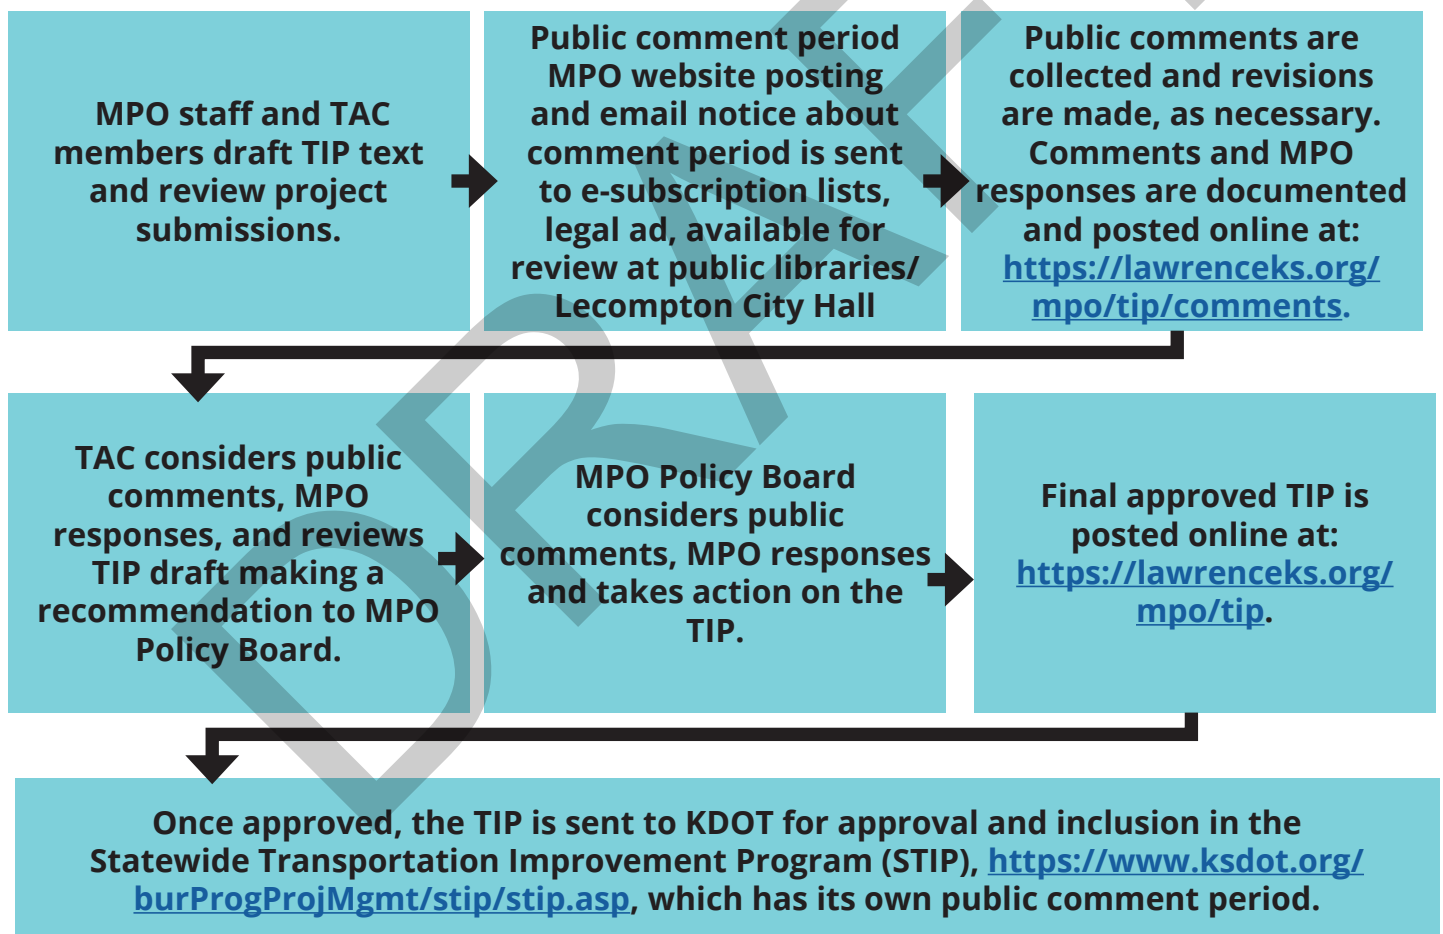 MPO staff and TAC
members draft TIP text
and review project
submissions.
Public comment period
MPO website posting
and email notice about
comment period is sent
to e-subscription lists,
legal ad, available for
review at public libraries/
Lecompton City Hall
Public comments are
collected and revisions
are made, as necessary.
Comments and MPO
responses are documented
and posted online at:
https://lawrenceks.org/
mpo/tip/comments.
TAC considers public
comments, MPO
responses, and reviews
TIP draft making a
recommendation to MPO
Policy Board.
MPO Policy Board
considers public
comments, MPO responses
and takes action on the
TIP.
Final approved TIP is
posted online at:
https://lawrenceks.org/
mpo/tip.
Once approved, the TIP is sent to KDOT for approval and inclusion in the
Statewide Transportation Improvement Program (STIP), https://www.ksdot.org/
burProgProjMgmt/stip/stip.asp, which has its own public comment period.